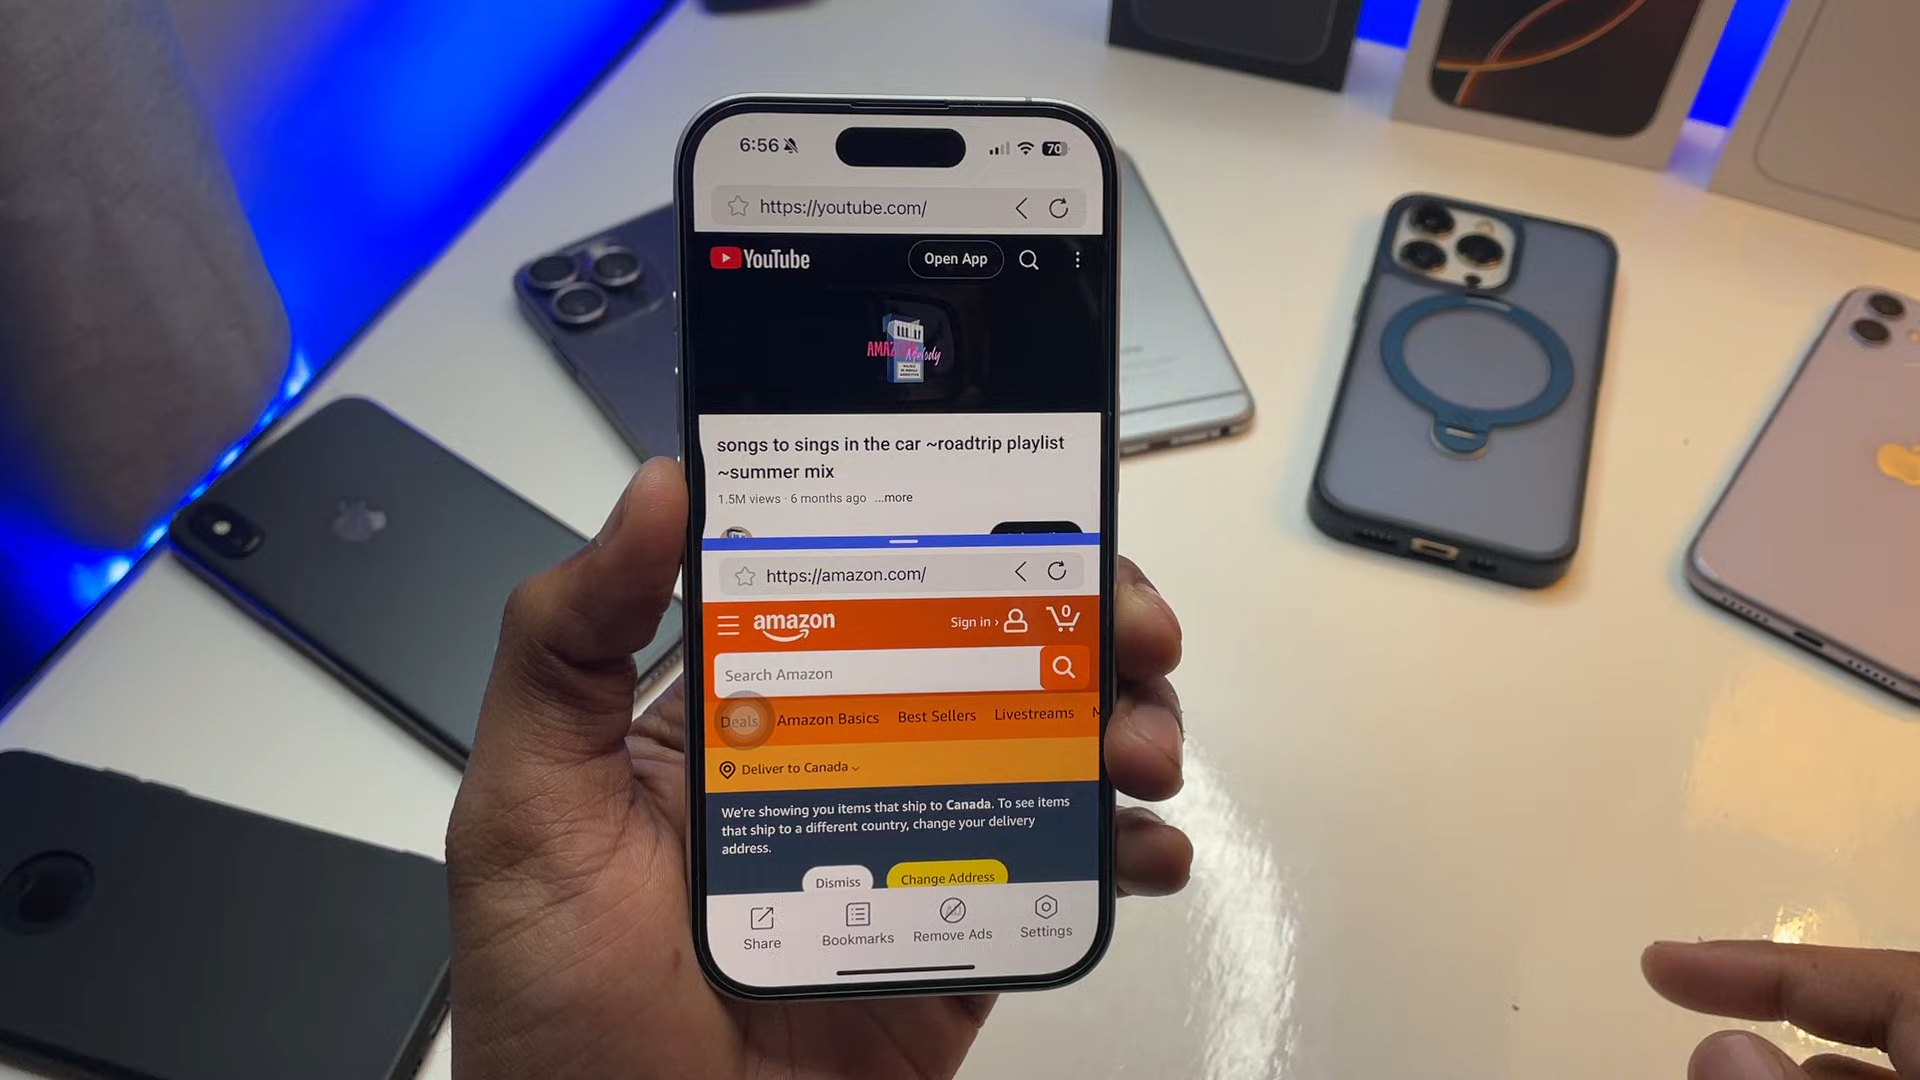 6:56
70
https://youtube.com/
YouTube
Open App
Melody
songs to sings in the car ~roadtrip playlist
~summer mix
1.5M views · 6 months ago ...more
https://amazon.com/
amazon
Sign in ›
0
Search Amazon
Deals
Amazon Basics
Best Sellers
Livestreams
Deliver to Canada
We're showing you items that ship to Canada. To see items
that ship to a different country, change your delivery
address.
Dismiss
Change Address
Share
Bookmarks
Remove Ads
Settings